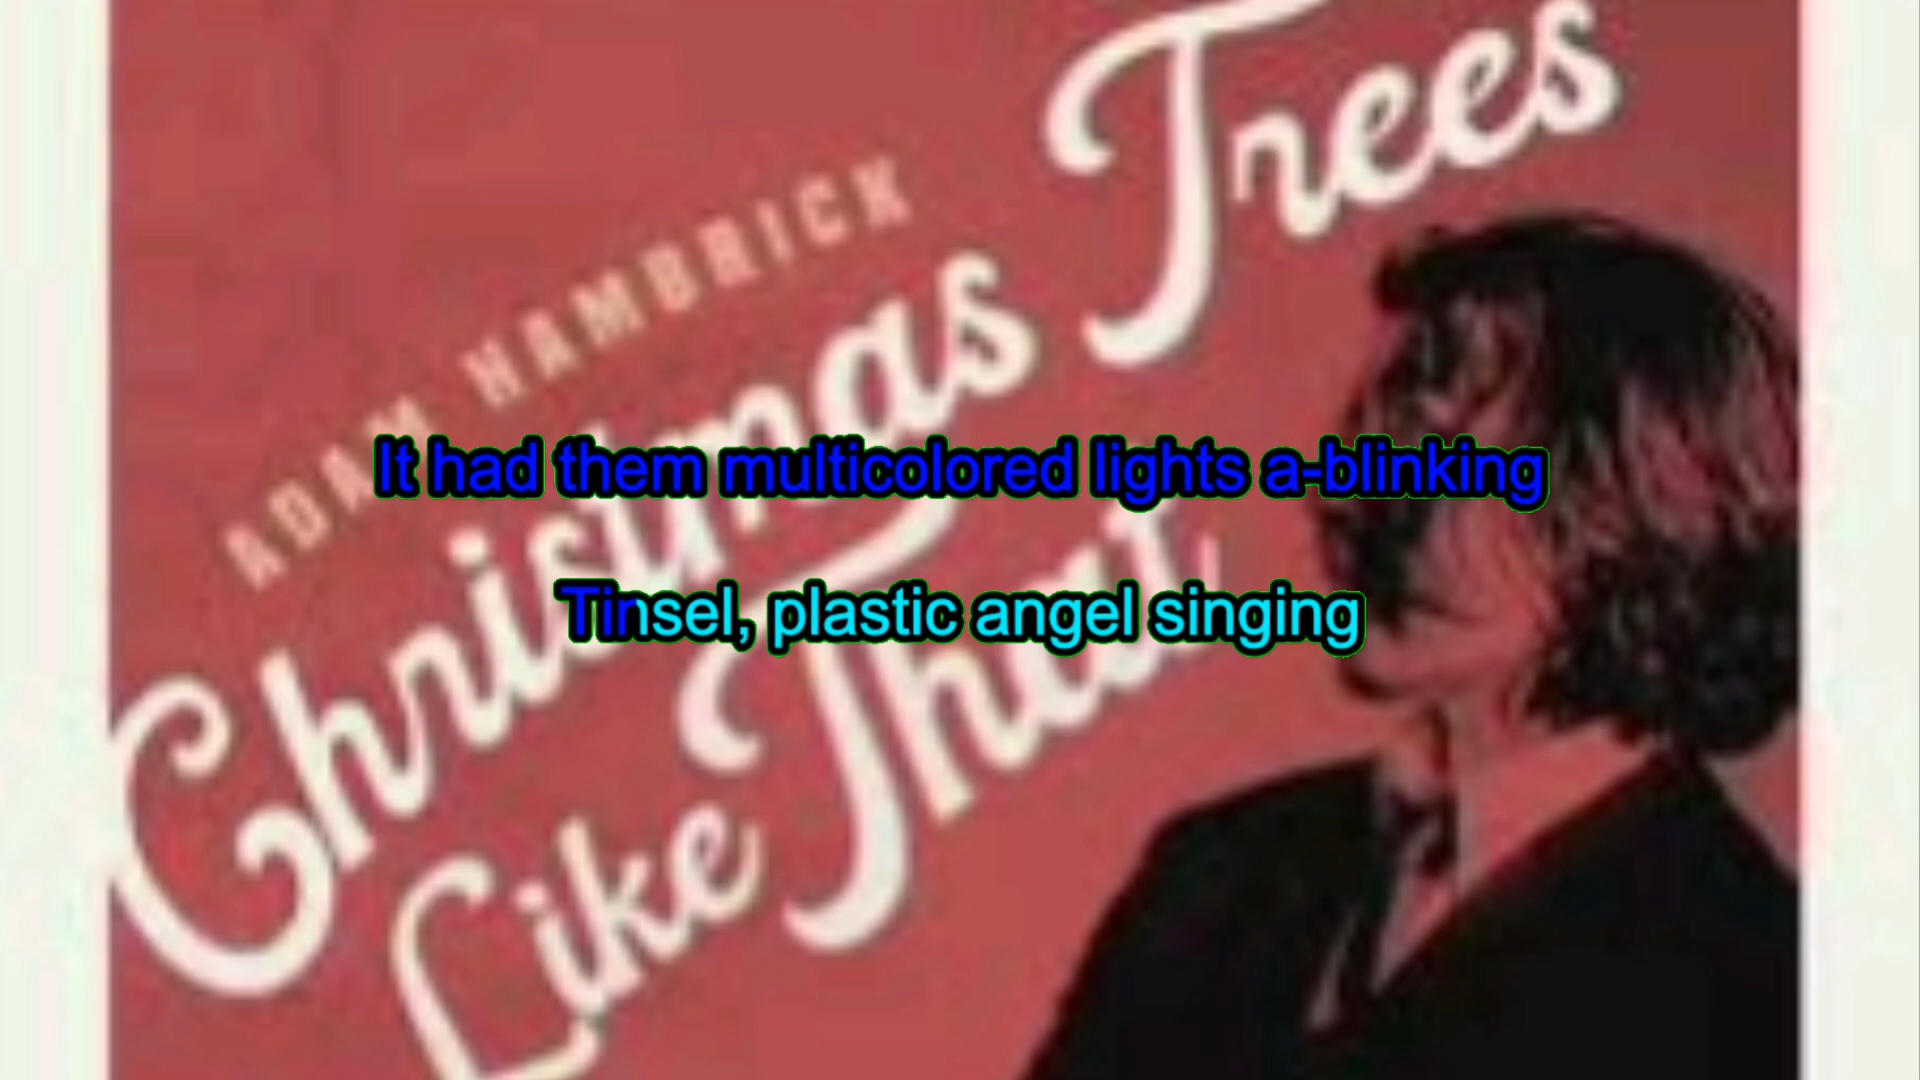 ADAM HAMBRICK
Christmas Trees
Like That
It had them multicolored lights a-blinking
Tinsel, plastic angel singing